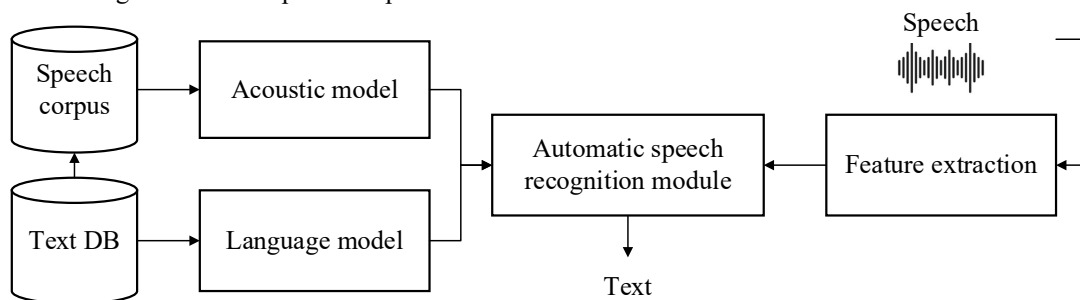 Speech
Speech
corpus
Acoustic model
Automatic speech
recognition module
Feature extraction
Text DB
Language model
Text